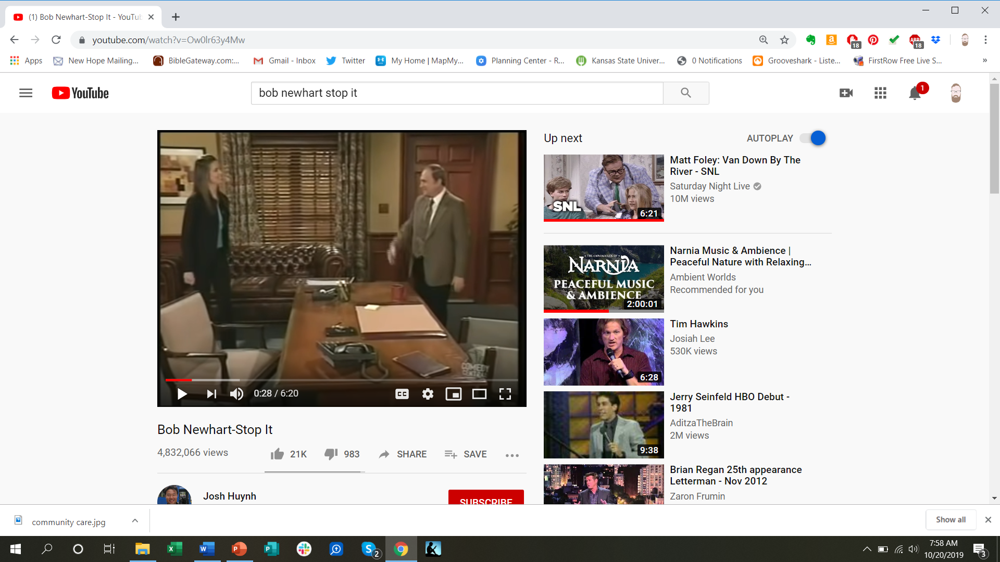 (1) Bob Newhart-Stop It - YouTub
youtube.com/watch?v=Ow0lr63y4Mw
18
18
Apps
New Hope Mailing...
BibleGateway.com:...
Gmail - Inbox
Twitter
My Home | MapMy...
Planning Center - R...
Kansas State Univer...
0 Notifications
Grooveshark - Liste...
FirstRow Free Live S...
»
YouTube
bob newhart stop it
1
COMEDY CENTRAL
0:28 / 6:20
CC
Bob Newhart-Stop It
4,832,066 views
21K
983
SHARE
SAVE
Josh Huynh
SUBSCRIBE
Up next
AUTOPLAY
SNL
6:21
Matt Foley: Van Down By The
River - SNL
Saturday Night Live
10M views
THE CHRONICLES OF
NARNIA
PEACEFUL MUSIC
& AMBIENCE
2:00:01
Narnia Music & Ambience |
Peaceful Nature with Relaxing...
Ambient Worlds
Recommended for you
6:28
Tim Hawkins
Josiah Lee
530K views
9:38
Jerry Seinfeld HBO Debut -
1981
AditzaTheBrain
2M views
Brian Regan 25th appearance
Letterman - Nov 2012
Zaron Frumin
community care.jpg
Show all
2
7:58 AM
10/20/2019
3